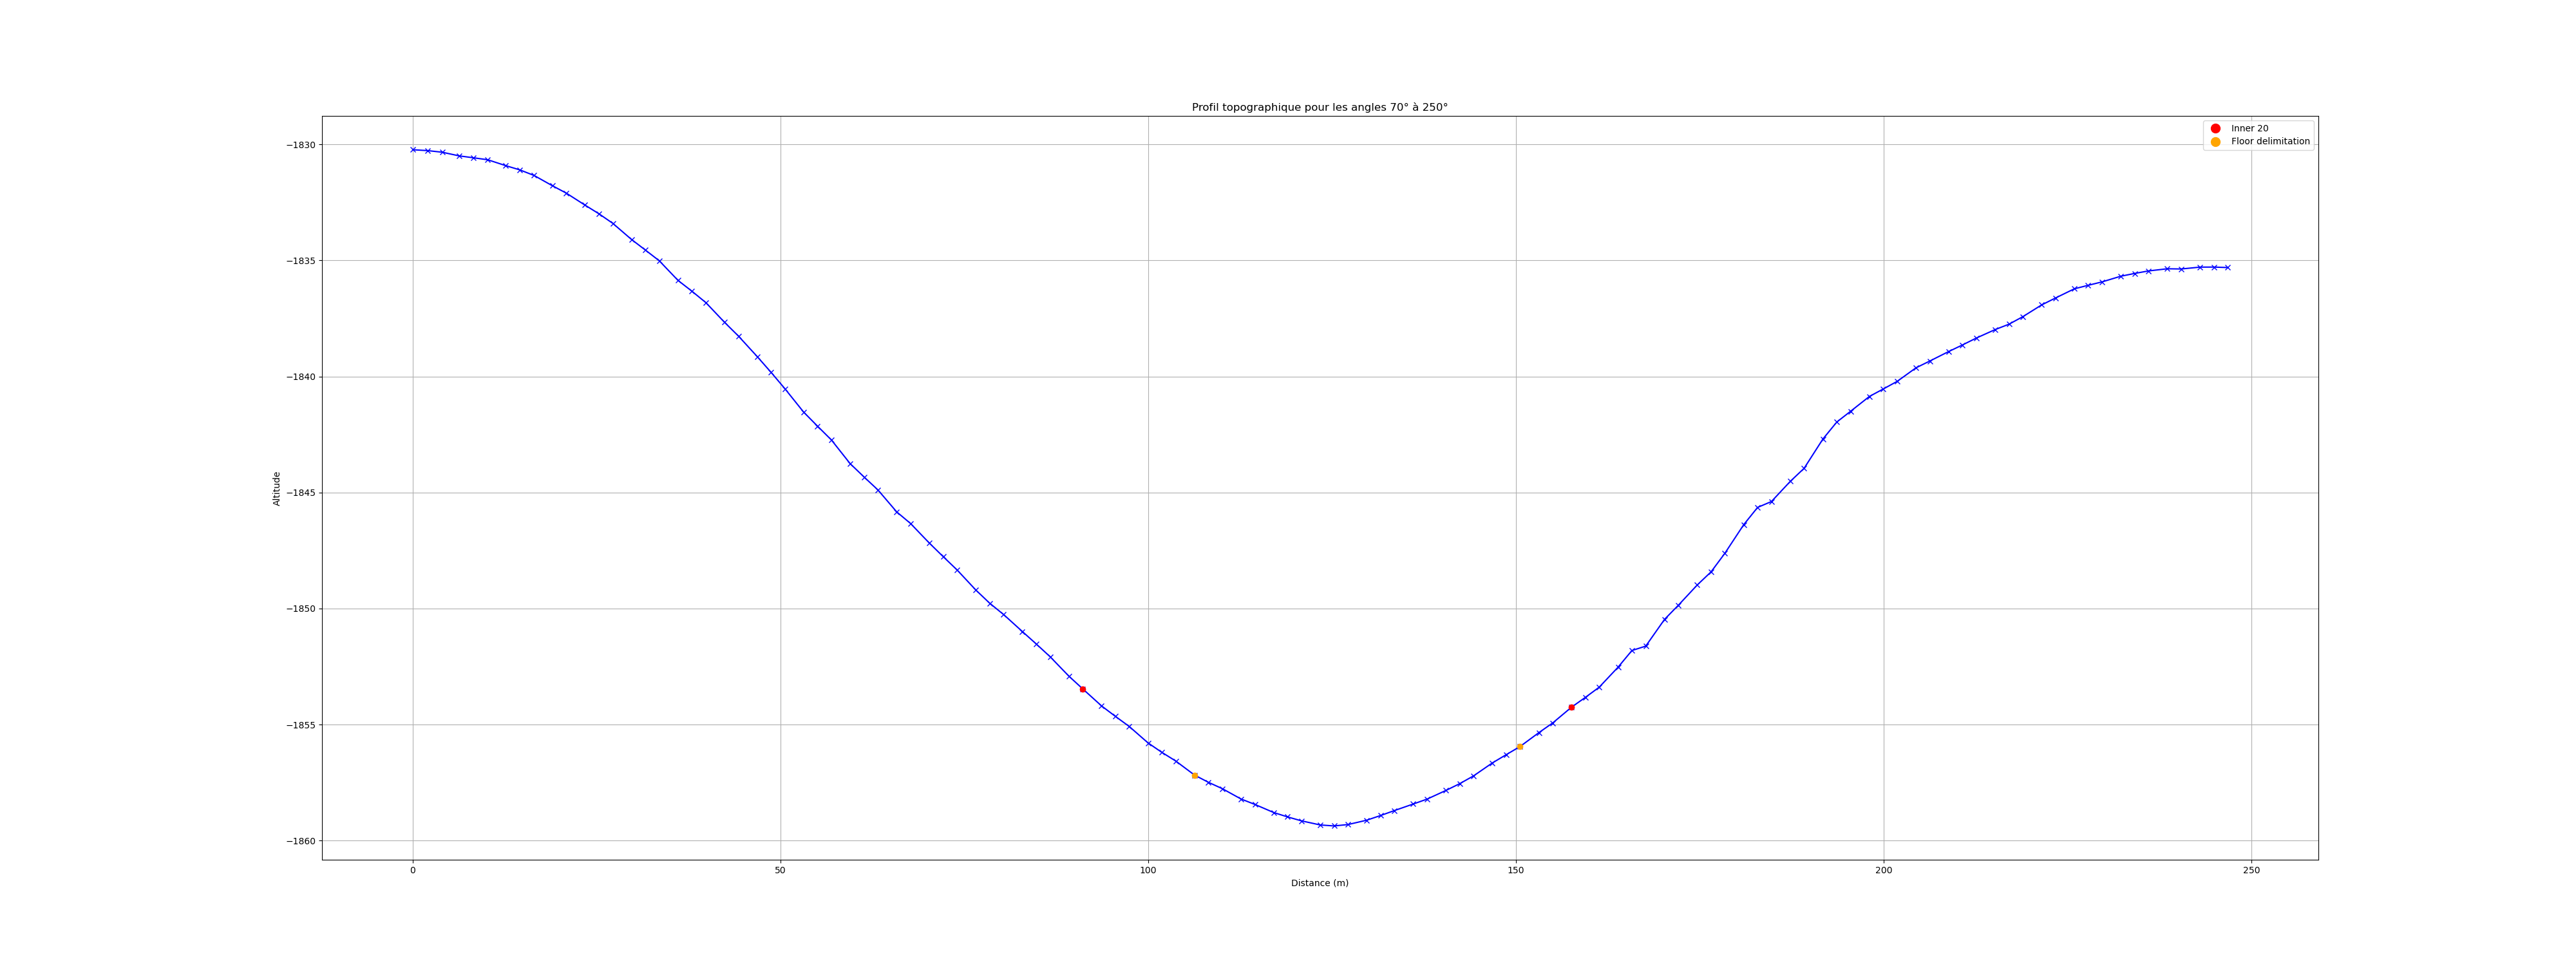 Profil topographique pour les angles 70° à 250°
Inner 20
Floor delimitation
−1830
−1835
−1840
−1845
−1850
−1855
−1860
Altitude
0 50 100 150 200 250
Distance (m)